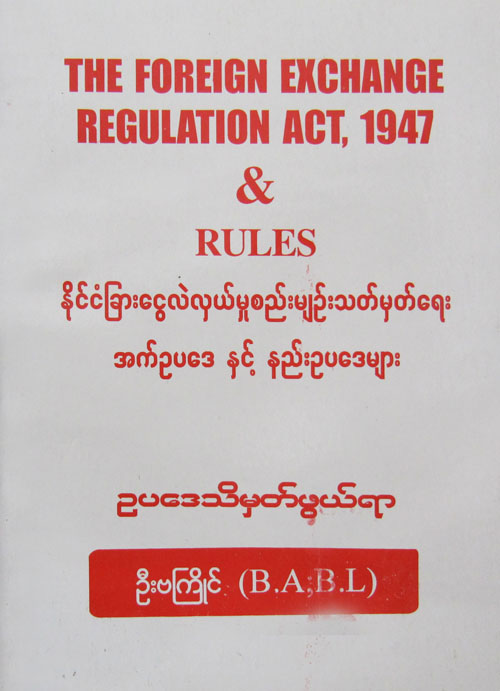 THE FOREIGN EXCHANGE
REGULATION ACT, 1947
&
RULES
နိုင်ငံခြားငွေလဲလှယ်မှုစည်းမျဉ်းသတ်မှတ်ရေး
အက်ဥပဒေ နှင့် နည်းဥပဒေများ
ဥပဒေသိမှတ်ဖွယ်ရာ
ဦးဗကြိုင် (B.A;B.L)